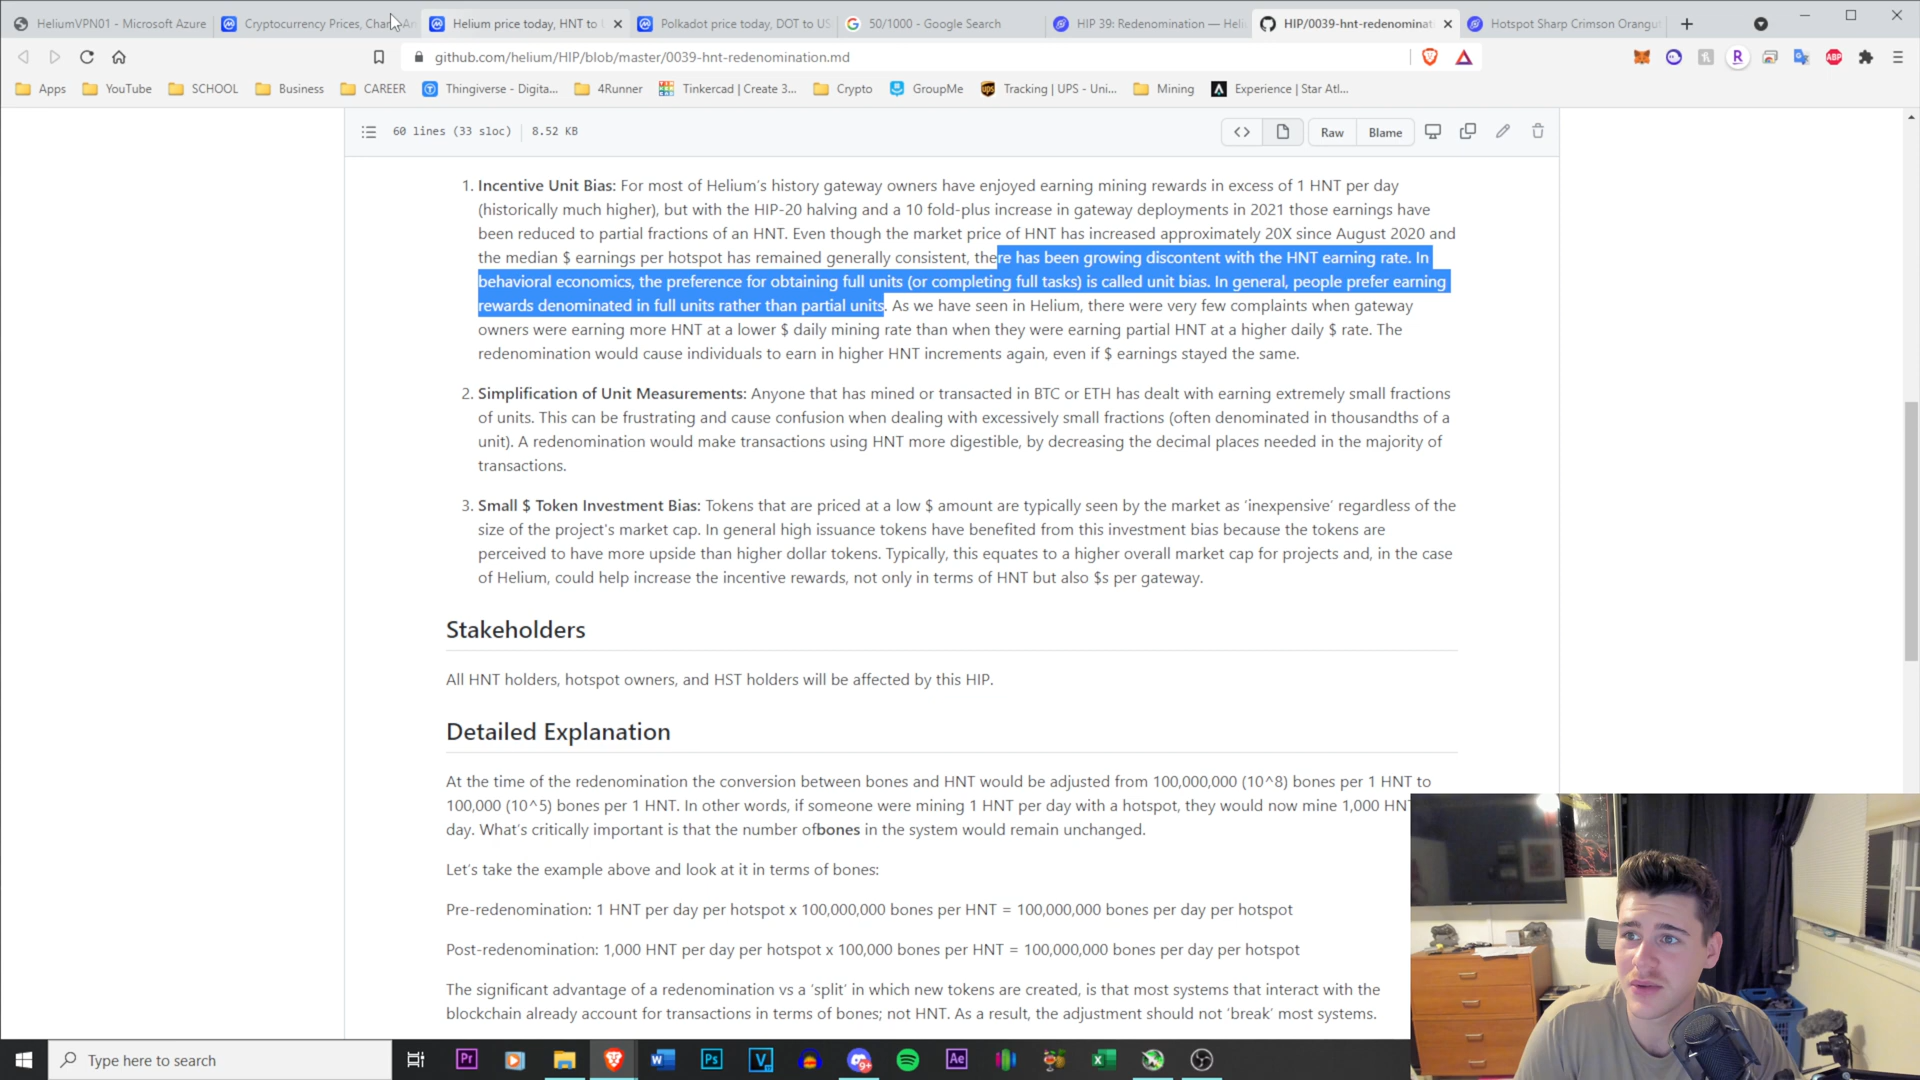 HeliumVPN01 - Microsoft Azure
Cryptocurrency Prices, Cha
Helium price today, HNT to
Polkadot price today, DOT to US
50/1000 - Google Search
HIP 39: Redenomination — Heli
HIP/0039-hnt-redenominat
Hotspot Sharp Crimson Orangut
github.com/helium/HIP/blob/master/0039-hnt-redenomination.md
Apps
YouTube
SCHOOL
Business
CAREER
Thingiverse - Digita...
4Runner
Tinkercad | Create 3...
Crypto
GroupMe
Tracking | UPS - Uni...
Mining
Experience | Star Atl...
60 lines (33 sloc) 8.52 KB
Raw
Blame
1. Incentive Unit Bias: For most of Helium's history gateway owners have enjoyed earning mining rewards in excess of 1 HNT per day
(historically much higher), but with the HIP-20 halving and a 10 fold-plus increase in gateway deployments in 2021 those earnings have
been reduced to partial fractions of an HNT. Even though the market price of HNT has increased approximately 20X since August 2020 and
the median $ earnings per hotspot has remained generally consistent, there has been growing discontent with the HNT earning rate. In
behavioral economics, the preference for obtaining full units (or completing full tasks) is called unit bias. In general, people prefer earning
rewards denominated in full units rather than partial units. As we have seen in Helium, there were very few complaints when gateway
owners were earning more HNT at a lower $ daily mining rate than when they were earning partial HNT at a higher daily $ rate. The
redenomination would cause individuals to earn in higher HNT increments again, even if $ earnings stayed the same.
2. Simplification of Unit Measurements: Anyone that has mined or transacted in BTC or ETH has dealt with earning extremely small fractions
of units. This can be frustrating and cause confusion when dealing with excessively small fractions (often denominated in thousandths of a
unit). A redenomination would make transactions using HNT more digestible, by decreasing the decimal places needed in the majority of
transactions.
3. Small $ Token Investment Bias: Tokens that are priced at a low $ amount are typically seen by the market as 'inexpensive' regardless of the
size of the project's market cap. In general high issuance tokens have benefited from this investment bias because the tokens are
perceived to have more upside than higher dollar tokens. Typically, this equates to a higher overall market cap for projects and, in the case
of Helium, could help increase the incentive rewards, not only in terms of HNT but also $s per gateway.
Stakeholders
All HNT holders, hotspot owners, and HST holders will be affected by this HIP.
Detailed Explanation
At the time of the redenomination the conversion between bones and HNT would be adjusted from 100,000,000 (10^8) bones per 1 HNT to
100,000 (10^5) bones per 1 HNT. In other words, if someone were mining 1 HNT per day with a hotspot, they would now mine 1,000 HN
day. What's critically important is that the number ofbones in the system would remain unchanged.
Let's take the example above and look at it in terms of bones:
Pre-redenomination: 1 HNT per day per hotspot x 100,000,000 bones per HNT = 100,000,000 bones per day per hotspot
Post-redenomination: 1,000 HNT per day per hotspot x 100,000 bones per HNT = 100,000,000 bones per day per hotspot
The significant advantage of a redenomination vs a 'split' in which new tokens are created, is that most systems that interact with the
blockchain already account for transactions in terms of bones; not HNT. As a result, the adjustment should not 'break' most systems.
Type here to search